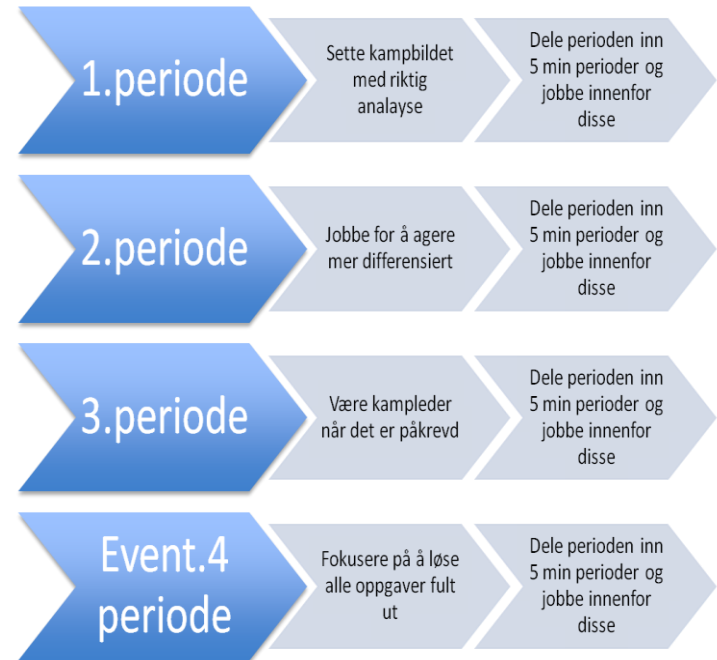 1.periode
Sette kampbildet
med riktig
analayse
Dele perioden inn
5 min perioder og
jobbe innenfor
disse
2.periode
Jobbe for å agere
mer differensiert
Dele perioden inn
5 min perioder og
jobbe innenfor
disse
3.periode
Være kampleder
når det er påkrevd
Dele perioden inn
5 min perioder og
jobbe innenfor
disse
Event.4
periode
Fokusere på å løse
alle oppgaver fult
ut
Dele perioden inn
5 min perioder og
jobbe innenfor
disse